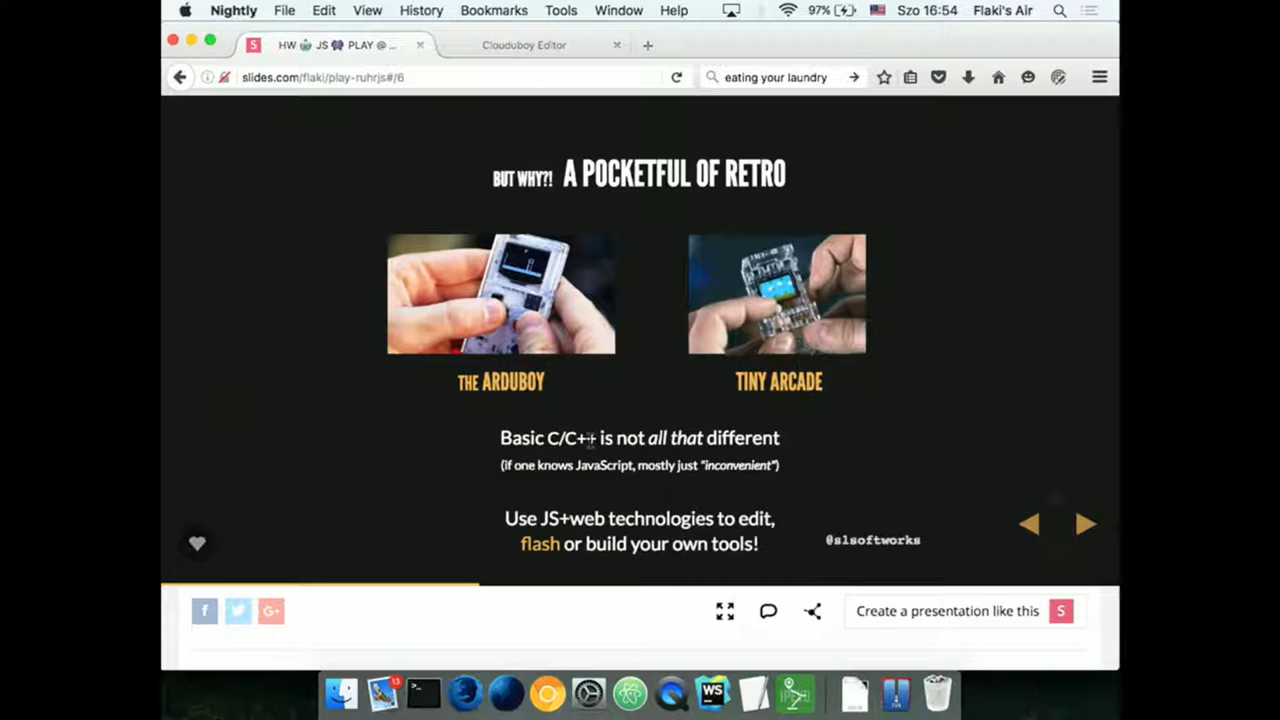 Nightly File Edit View History Bookmarks Tools Window Help 97% Szo 16:54 Flaki's Air
S HW JS PLAY @ ... Clouduboy Editor
slides.com/flaki/play-ruhrjs#/6 eating your laundry
BUT WHY?! A POCKETFUL OF RETRO
THE ARDUBOY TINY ARCADE
Basic C/C++ is not all that different
(if one knows JavaScript, mostly just "inconvenient")
Use JS+web technologies to edit,
flash or build your own tools!
@slsoftworks
f G+ Create a presentation like this S
13
WS